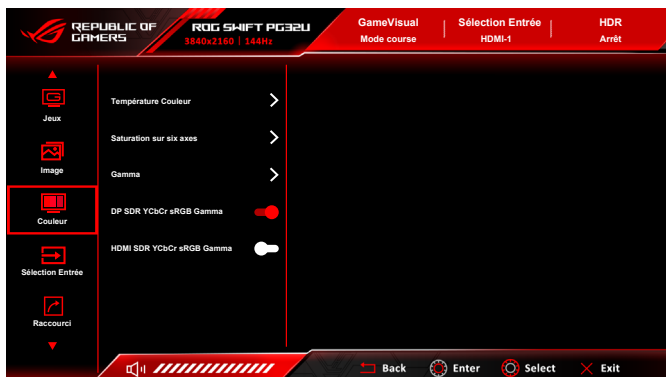 REPUBLIC OF
GAMERS
ROG SWIFT PG32U
3840x2160 | 144Hz
GameVisual
Mode course
Sélection Entrée
HDMI-1
HDR
Arrêt
Jeux
Image
Couleur
Sélection Entrée
Raccourci
Température Couleur
Saturation sur six axes
Gamma
DP SDR YCbCr sRGB Gamma
HDMI SDR YCbCr sRGB Gamma
Back
Enter
Select
Exit